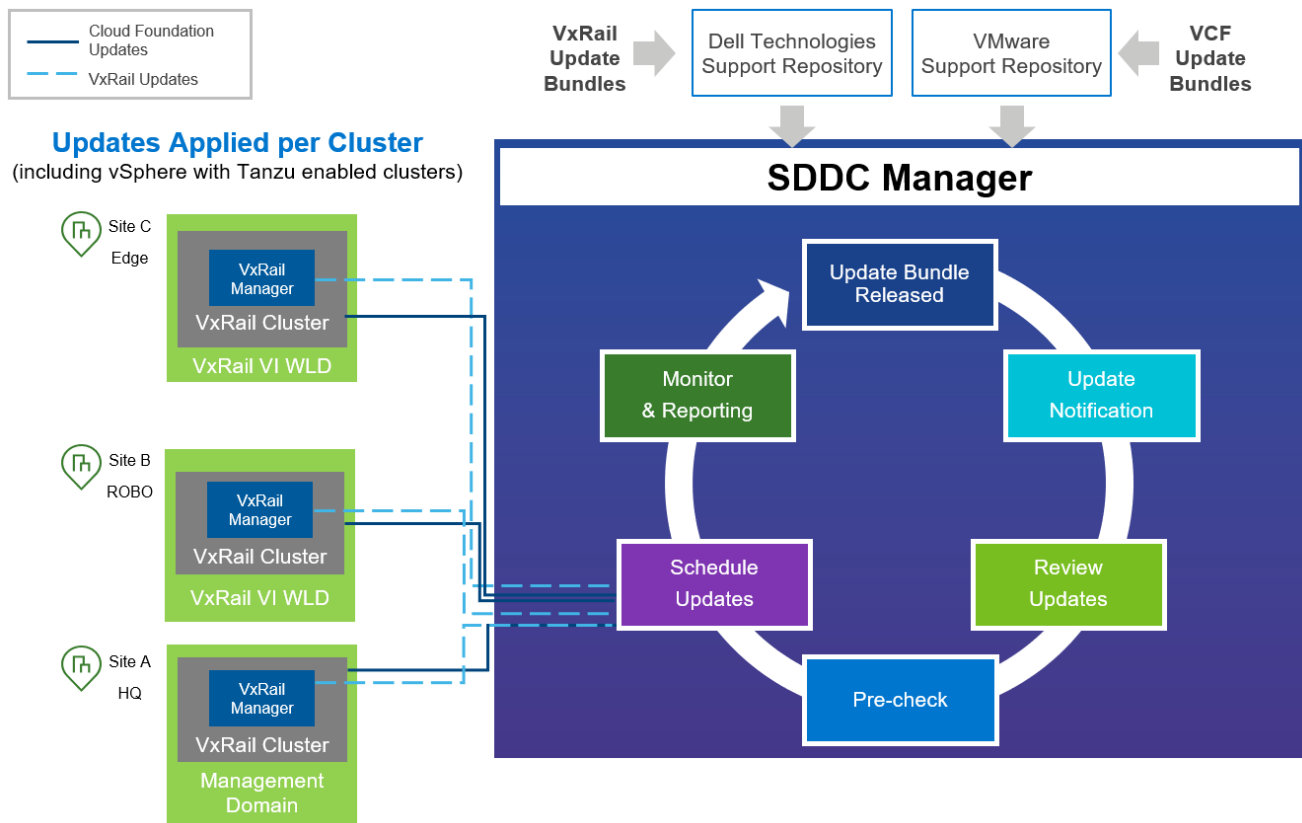 Cloud Foundation
Updates
VxRail Updates
VxRail
Update
Bundles
Dell Technologies
Support Repository
VMware
Support Repository
VCF
Update
Bundles
Updates Applied per Cluster
(including vSphere with Tanzu enabled clusters)
SDDC Manager
Site C
Edge
VxRail
Manager
VxRail Cluster
VxRail VI WLD
Site B
ROBO
VxRail
Manager
VxRail Cluster
VxRail VI WLD
Site A
HQ
VxRail
Manager
VxRail Cluster
Management
Domain
Update Bundle
Released
Update
Notification
Review
Updates
Pre-check
Schedule
Updates
Monitor
& Reporting